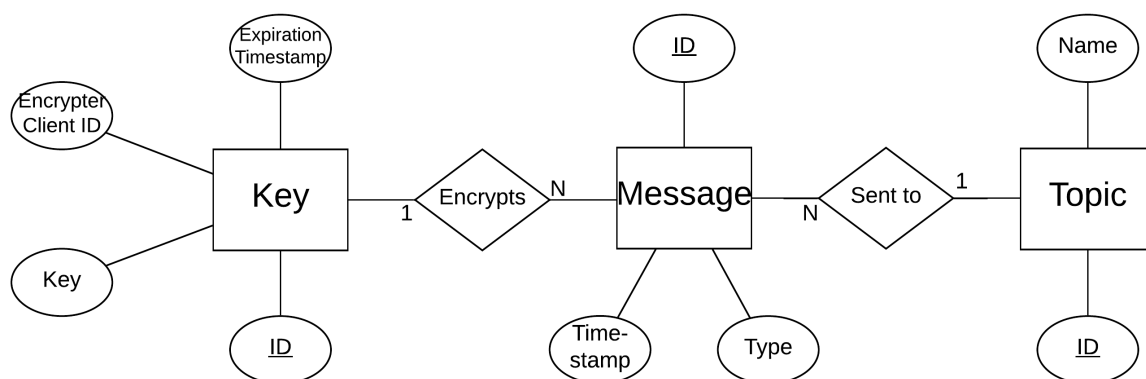 Expiration
Timestamp
ID
Name
Encrypter
Client ID
Key
Encrypts
Message
Sent to
Topic
1
N
N
1
Key
ID
Time-
stamp
Type
ID